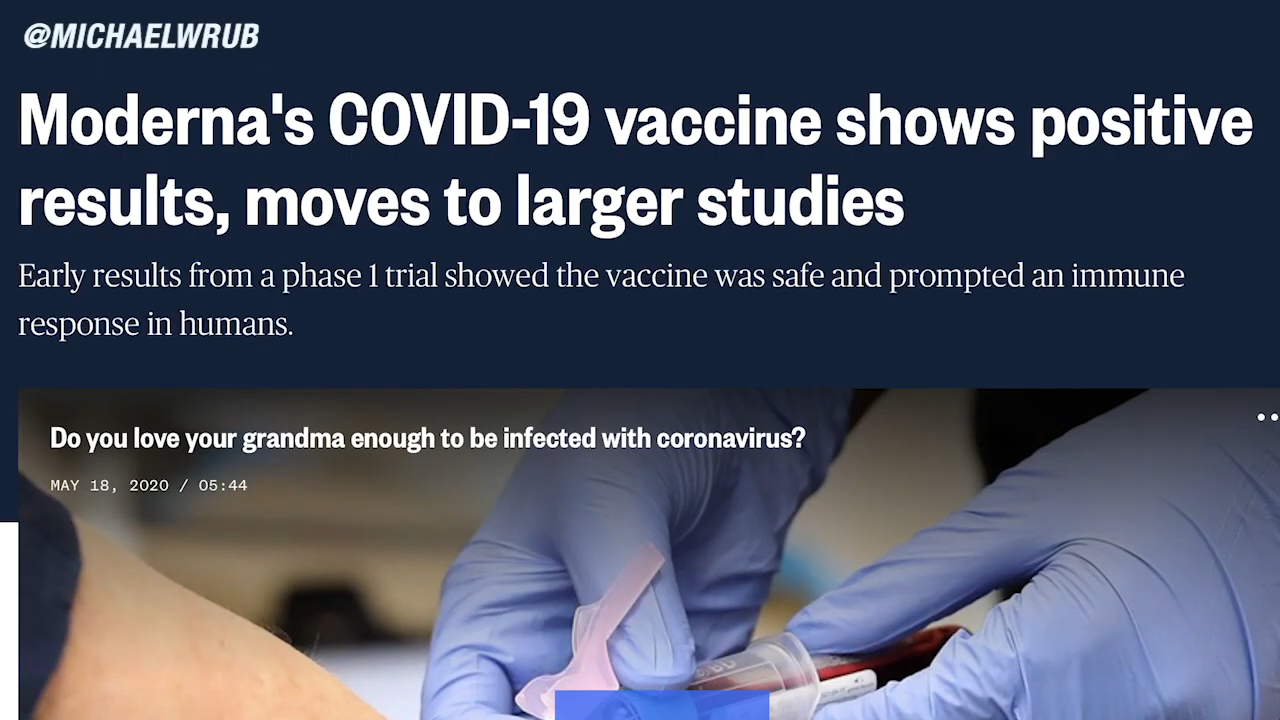 @MICHAELWRUB
Moderna's COVID-19 vaccine shows positive
results, moves to larger studies
Early results from a phase 1 trial showed the vaccine was safe and prompted an immune
response in humans.
Do you love your grandma enough to be infected with coronavirus?
MAY 18, 2020 / 05:44